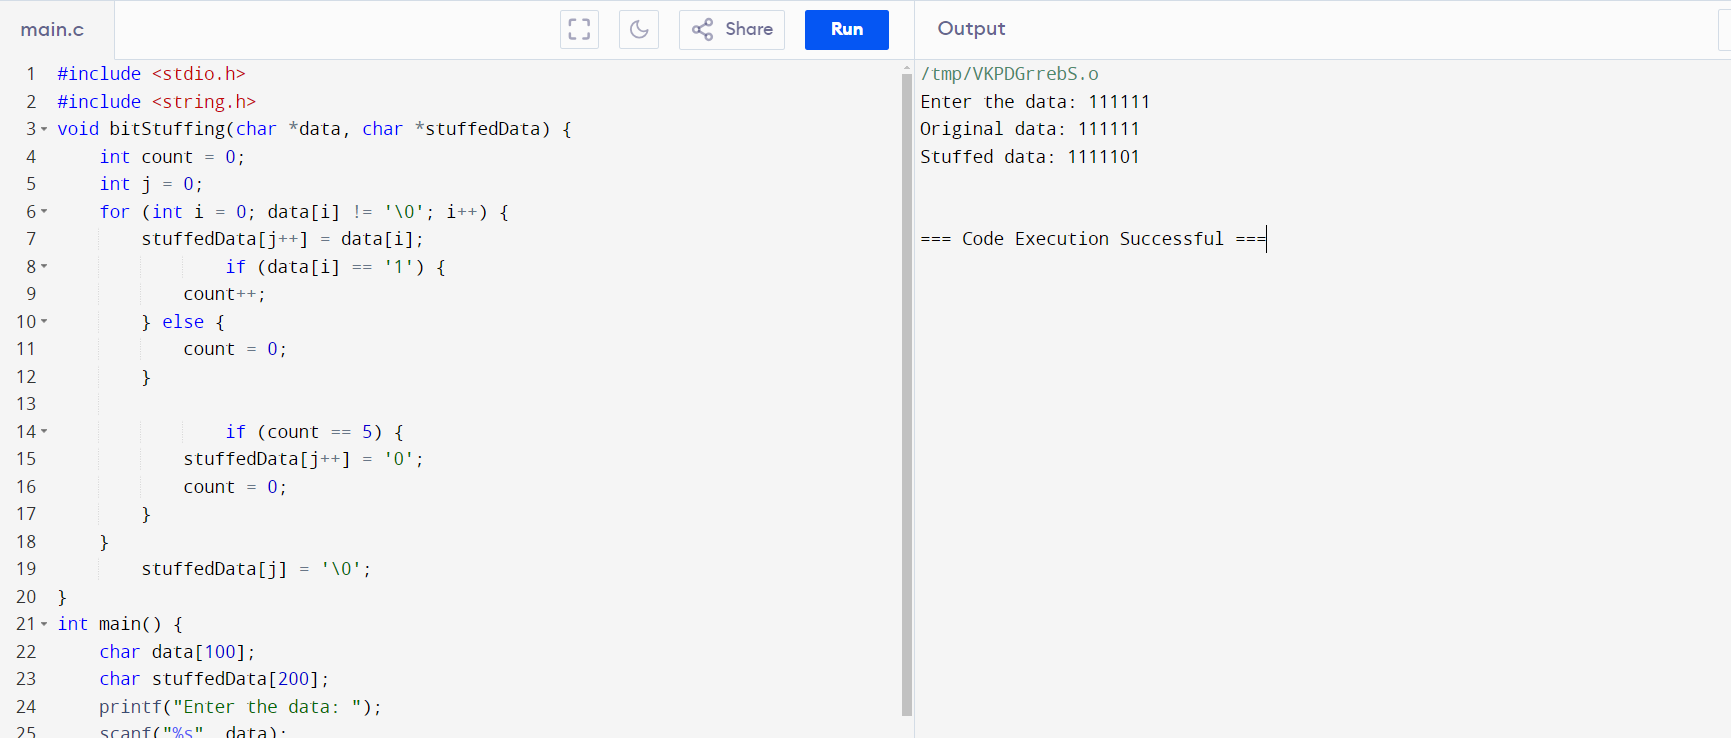 main.c Share Run Output
1 #include <stdio.h>
2 #include <string.h>
3 void bitStuffing(char *data, char *stuffedData) {
4     int count = 0;
5     int j = 0;
6     for (int i = 0; data[i] != '\0'; i++) {
7         stuffedData[j++] = data[i];
8                 if (data[i] == '1') {
9             count++;
10         } else {
11             count = 0;
12         }
13
14                 if (count == 5) {
15             stuffedData[j++] = '0';
16             count = 0;
17         }
18     }
19         stuffedData[j] = '\0';
20 }
21 int main() {
22     char data[100];
23     char stuffedData[200];
24     printf("Enter the data: ");
25     scanf("%s", data);
/tmp/VKPDGrrebS.o
Enter the data: 111111
Original data: 111111
Stuffed data: 1111101
=== Code Execution Successful ===